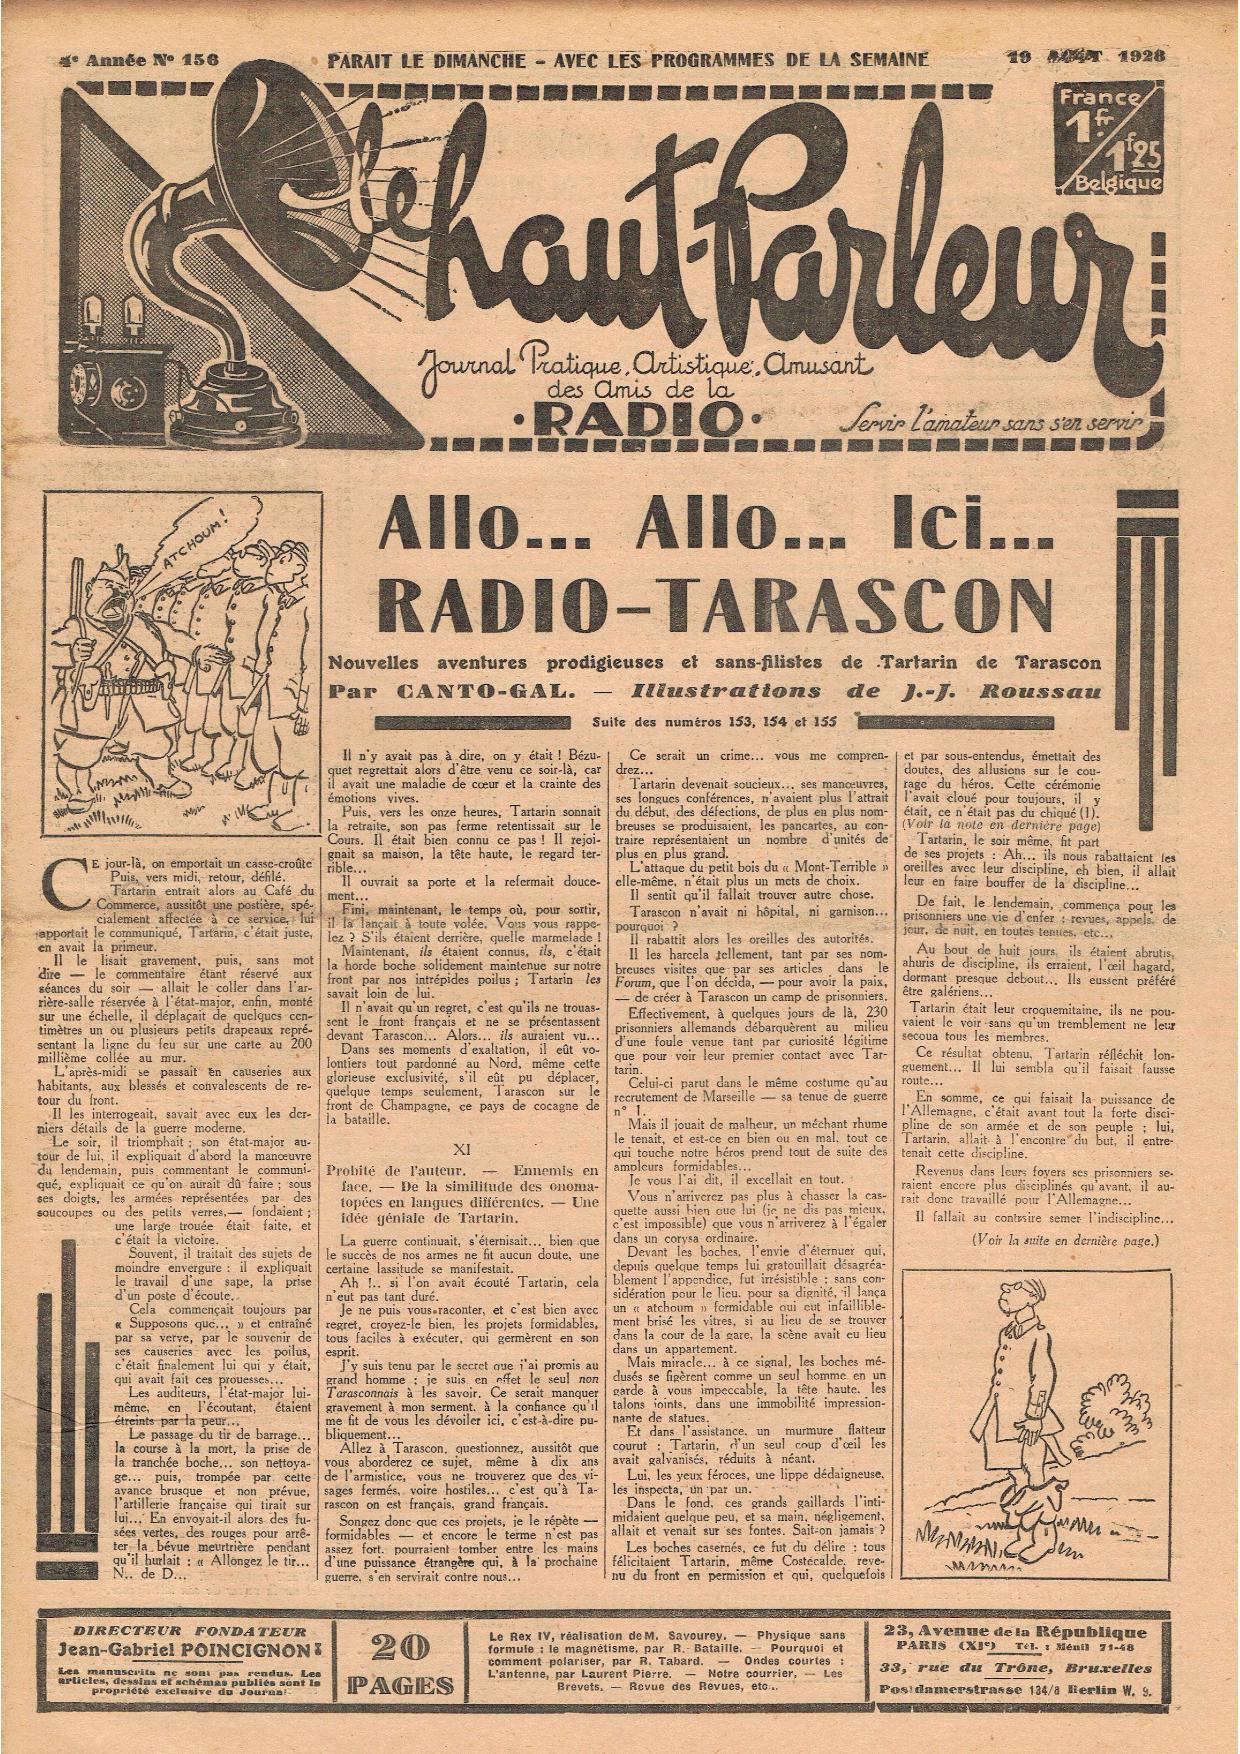 4e Année No 156
PARAIT LE DIMANCHE – AVEC LES PROGRAMMES DE LA SEMAINE
19 AOUT 1928
France
1 fr.
1f25
Belgique
le haut-Parleur
Journal Pratique, Artistique, Amusant
des Amis de la
• RADIO •
Servir l'amateur sans s'en servir
ATCHOUM !
Allo... Allo... Ici...
RADIO-TARASCON
Nouvelles aventures prodigieuses et sans-filistes de Tartarin de Tarascon
Par CANTO-GAL. — Illustrations de J.-J. Roussau
Suite des numéros 153, 154 et 155
CE jour-là, on emportait un casse-croûte
Puis, vers midi, retour, défilé.
Tartarin entrait alors au Café du
Commerce, aussitôt une postière, spé-
cialement affectée à ce service, lui
apportait le communiqué, Tartarin, c'était juste,
en avait la primeur.
Il le lisait gravement, puis, sans mot
dire — le commentaire étant réservé aux
séances du soir — allait le coller dans l'ar-
rière-salle réservée à l'état-major, enfin, monté
sur une échelle, il déplaçait de quelques cen-
timètres un ou plusieurs petits drapeaux repré-
sentant la ligne du feu sur une carte au 200
millième collée au mur.
L'après-midi se passait en causeries aux
habitants, aux blessés et convalescents de re-
tour du front.
Il les interrogeait, savait avec eux les der-
niers détails de la guerre moderne.
Le soir, il triomphait ; son état-major au-
tour de lui, il expliquait d'abord la manœuvre
du lendemain, puis commentant le communi-
qué, expliquait ce qu'on aurait dû faire ; sous
ses doigts, les armées représentées par des
soucoupes ou des petits verres,— fondaient ;
une large trouée était faite, et
c'était la victoire.
Souvent, il traitait des sujets de
moindre envergure : il expliquait
le travail d'une sape, la prise
d'un poste d'écoute.
Cela commençait toujours par
« Supposons que... » et entraîné
par sa verve, par le souvenir de
ses causeries avec les poilus,
c'était finalement lui qui y était,
qui avait fait ces prouesses...
Les auditeurs, l'état-major lui-
même, en l'écoutant, étaient
étreints par la peur...
Le passage du tir de barrage...
la course à la mort, la prise de
la tranchée boche... son nettoya-
ge... puis, trompée par cette
avance brusque et non prévue,
l'artillerie française qui tirait sur
lui... En envoyait-il alors des fu-
sées vertes, des rouges pour arrê-
ter la bévue meurtrière pendant
qu'il hurlait : « Allongez le tir...
N.. de D...
Il n'y avait pas à dire, on y était ! Bézu-
quet regrettait alors d'être venu ce soir-là, car
il avait une maladie de cœur et la crainte des
émotions vives.
Puis, vers les onze heures, Tartarin sonnait
la retraite, son pas ferme retentissait sur le
Cours. Il était bien connu ce pas ! Il rejoi-
gnait sa maison, la tête haute, le regard ter-
rible...
Il ouvrait sa porte et la refermait douce-
ment...
Fini, maintenant, le temps où, pour sortir,
il la lançait à toute volée. Vous vous rappe-
lez ? S'ils étaient derrière, quelle marmelade !
Maintenant, ils étaient connus, ils, c'était
la horde boche solidement maintenue sur notre
front par nos intrépides poilus ; Tartarin les
savait loin de lui.
Il n'avait qu'un regret, c'est qu'ils ne trouas-
sent le front français et ne se présentassent
devant Tarascon... Alors... ils auraient vu...
Dans ses moments d'exaltation, il eût vo-
lontiers tout pardonné au Nord, même cette
glorieuse exclusivité, s'il eût pu déplacer,
quelque temps seulement, Tarascon sur le
front de Champagne, ce pays de cocagne de
la bataille.
XI
Probité de l'auteur. — Ennemis en
face. — De la similitude des onoma-
topées en langues différentes. — Une
idée géniale de Tartarin.
La guerre continuait, s'éternisait... bien que
le succès de nos armes ne fit aucun doute, une
certaine lassitude se manifestait.
Ah !.. si l'on avait écouté Tartarin, cela
n'eut pas tant duré.
Je ne puis vous raconter, et c'est bien avec
regret, croyez-le bien, les projets formidables,
tous faciles à exécuter, qui germèrent en son
esprit.
J'y suis tenu par le secret que j'ai promis au
grand homme ; je suis en effet le seul non
Tarasconnais à les savoir. Ce serait manquer
gravement à mon serment, à la confiance qu'il
me fit de vous les dévoiler ici, c'est-à-dire pu-
bliquement...
Allez à Tarascon, questionnez, aussitôt que
vous aborderez ce sujet, même à dix ans
de l'armistice, vous ne trouverez que des vi-
sages fermés, voire hostiles... c'est qu'à Ta-
rascon on est français, grand français.
Songez donc que ces projets, je le répète —
formidables — et encore le terme n'est pas
assez fort, pourraient tomber entre les mains
d'une puissance étrangère qui, à la prochaine
guerre, s'en servirait contre nous...
Ce serait un crime... vous me compren-
drez...
Tartarin devenait soucieux... ses manœuvres,
ses longues conférences, n'avaient plus l'attrait
du début, des défections, de plus en plus nom-
breuses se produisaient, les pancartes, au con-
traire représentaient un nombre d'unités de
plus en plus grand.
L'attaque du petit bois du « Mont-Terrible »
elle-même, n'était plus un mets de choix.
Il sentit qu'il fallait trouver autre chose.
Tarascon n'avait ni hôpital, ni garnison...
pourquoi ?
Il rabattit alors les oreilles des autorités.
Il les harcela tellement, tant par ses nom-
breuses visites que par ses articles dans le
Forum, que l'on décida, — pour avoir la paix,
— de créer à Tarascon un camp de prisonniers.
Effectivement, à quelques jours de là, 230
prisonniers allemands débarquèrent au milieu
d'une foule venue tant par curiosité légitime
que pour voir leur premier contact avec Tar-
tarin.
Celui-ci parut dans le même costume qu'au
recrutement de Marseille — sa tenue de guerre
n° 1.
Mais il jouait de malheur, un méchant rhume
le tenait, et est-ce en bien ou en mal, tout ce
qui touche notre héros prend tout de suite des
ampleurs formidables...
Je vous l'ai dit, il excellait en tout.
Vous n'arriverez pas plus à chasser la cas-
quette aussi bien que lui (je ne dis pas mieux,
c'est impossible) que vous n'arriverez à l'égaler
dans un coryza ordinaire.
Devant les boches, l'envie d'éternuer qui,
depuis quelque temps lui gratouillait désagréa-
blement l'appendice, fut irrésistible ; sans con-
sidération pour le lieu, pour sa dignité, il lança
un « atchoum » formidable qui eut infaillible-
ment brisé les vitres, si au lieu de se trouver
dans la cour de la gare, la scène avait eu lieu
dans un appartement.
Mais miracle... à ce signal, les boches mé-
dusés se figèrent comme un seul homme en un
garde à vous impeccable, la tête haute, les
talons joints, dans une immobilité impression-
nante de statues.
Et dans l'assistance, un murmure flatteur
courut : Tartarin, d'un seul coup d'œil les
avait galvanisés, réduits à néant.
Lui, les yeux féroces, une lippe dédaigneuse,
les inspecta, un par un.
Dans le fond, ces grands gaillards l'inti-
midaient quelque peu, et sa main, négligement,
allait et venait sur ses fontes. Sait-on jamais ?
Les boches casernés, ce fut du délire : tous
félicitaient Tartarin, même Costécalde, reve-
nu du front en permission et qui, quelquefois
et par sous-entendus, émettait des
doutes, des allusions sur le cou-
rage du héros. Cette cérémonie
l'avait cloué pour toujours, il y
était, ce n'était pas du chiqué (1).
(Voir la note en dernière page)
Tartarin, le soir même, fit part
de ses projets : Ah... ils nous rabattaient les
oreilles avec leur discipline, eh bien, il allait
leur en faire bouffer de la discipline...
De fait, le lendemain, commença pour les
prisonniers une vie d'enfer : revues, appels, de
jour, de nuit, en toutes tenues, etc...
Au bout de huit jours, ils étaient abrutis,
ahuris de discipline, ils erraient, l'œil hagard,
dormant presque debout... Ils eussent préféré
être galériens...
Tartarin était leur croquemitaine, ils ne pou-
vaient le voir sans qu'un tremblement ne leur
secoua tous les membres.
Ce résultat obtenu, Tartarin réfléchit lon-
guement... Il lui sembla qu'il faisait fausse
route...
En somme, ce qui faisait la puissance de
l'Allemagne, c'était avant tout la forte disci-
pline de son armée et de son peuple ; lui,
Tartarin, allait à l'encontre du but, il entre-
tenait cette discipline.
Revenus dans leurs foyers ses prisonniers se-
raient encore plus disciplinés qu'avant, il au-
rait donc travaillé pour l'Allemagne...
Il fallait au contraire semer l'indiscipline...
(Voir la suite en dernière page.)
DIRECTEUR FONDATEUR
Jean-Gabriel POINCIGNON
Les manuscrits ne sont pas rendus. Les
articles, dessins et schémas publiés sont la
propriété exclusive du Journal
20
PAGES
Le Rex IV, réalisation de M. Savourey. — Physique sans
formule : le magnétisme, par R. Bataille. — Pourquoi et
comment polariser, par R. Tabard. — Ondes courtes :
L'antenne, par Laurent Pierre. — Notre courrier, — Les
Brevets. — Revue des Revues, etc...
23, Avenue de la République
PARIS (XIe) Tél. : Ménil 71-48
33, rue du Trône, Bruxelles
Postdamerstrasse 134/8 Berlin W. 9.